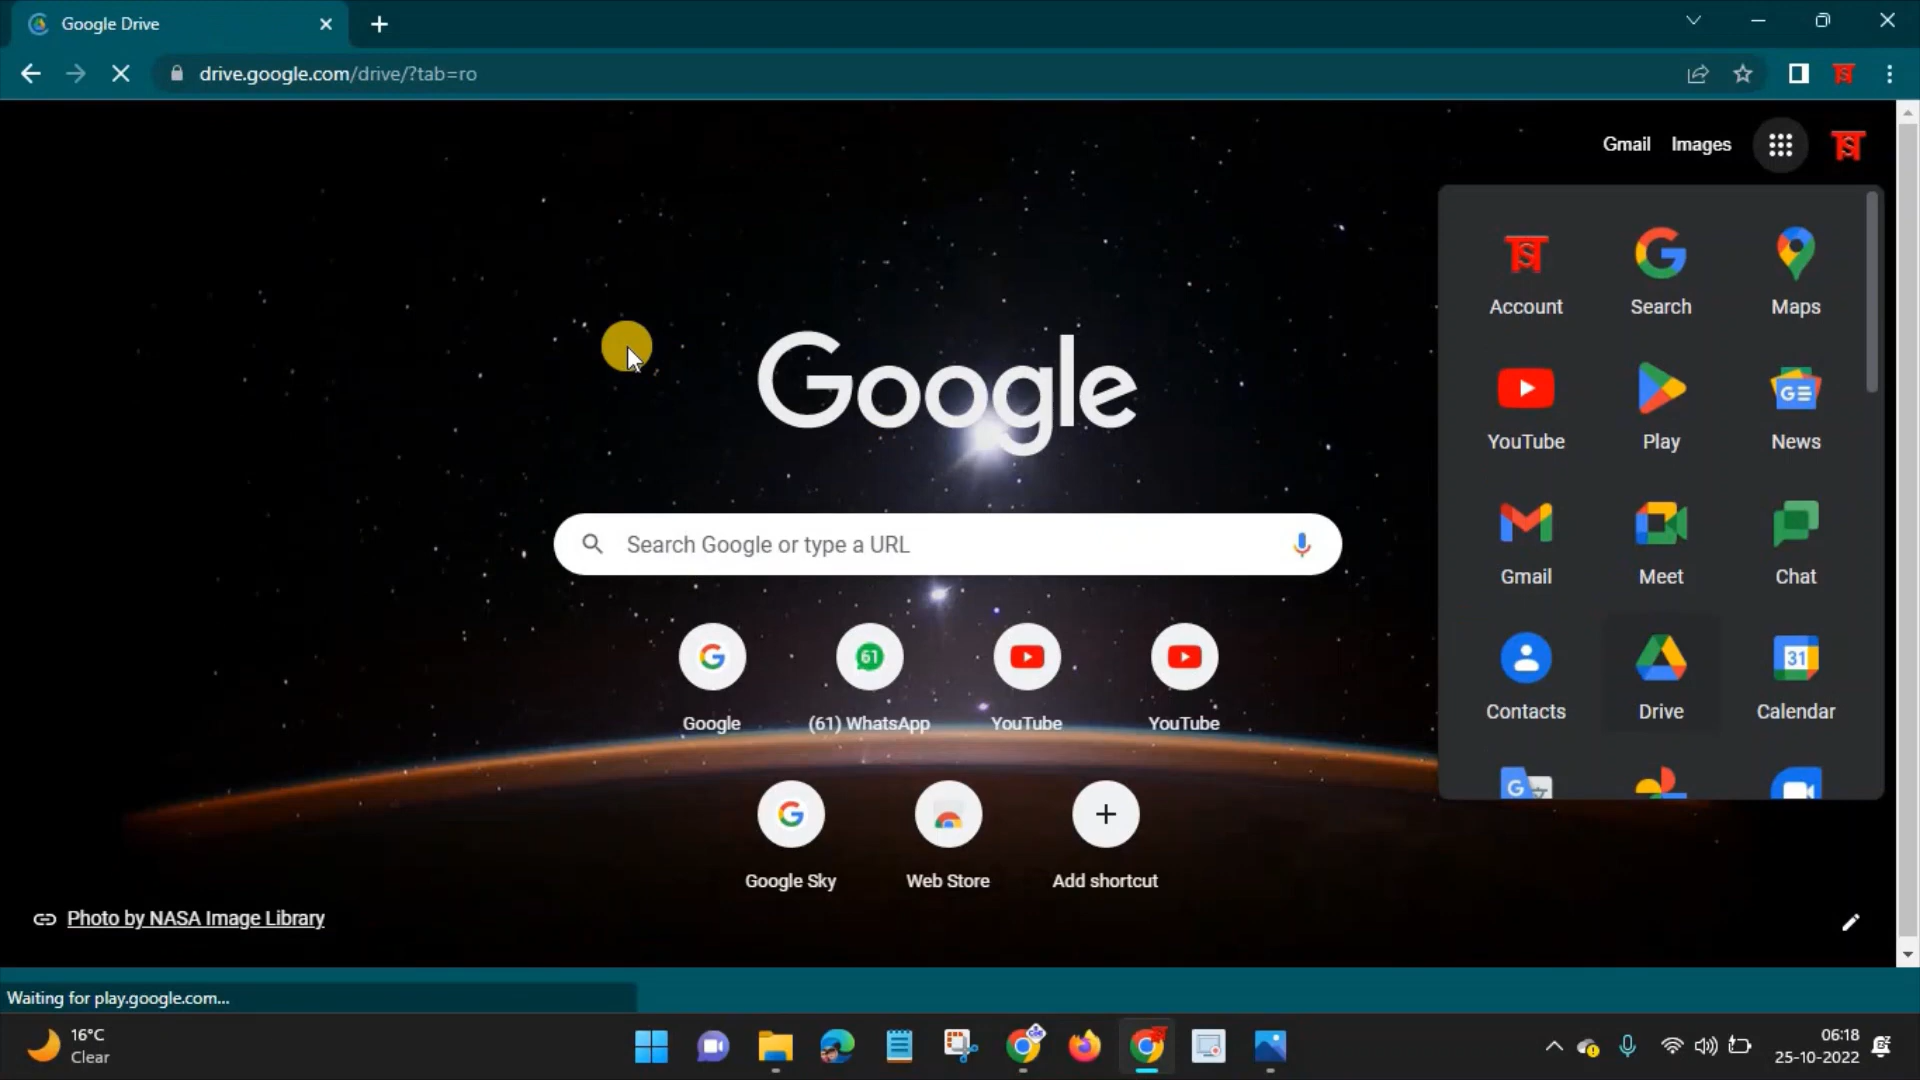 Google Drive
drive.google.com/drive/?tab=ro
Gmail Images
Account Search Maps
YouTube Play News
Gmail Meet Chat
Contacts Drive Calendar
31
Google
Search Google or type a URL
61
Google (61) WhatsApp YouTube YouTube
Google Sky Web Store Add shortcut
Photo by NASA Image Library
Waiting for play.google.com...
16°C
Clear
06:18
25-10-2022